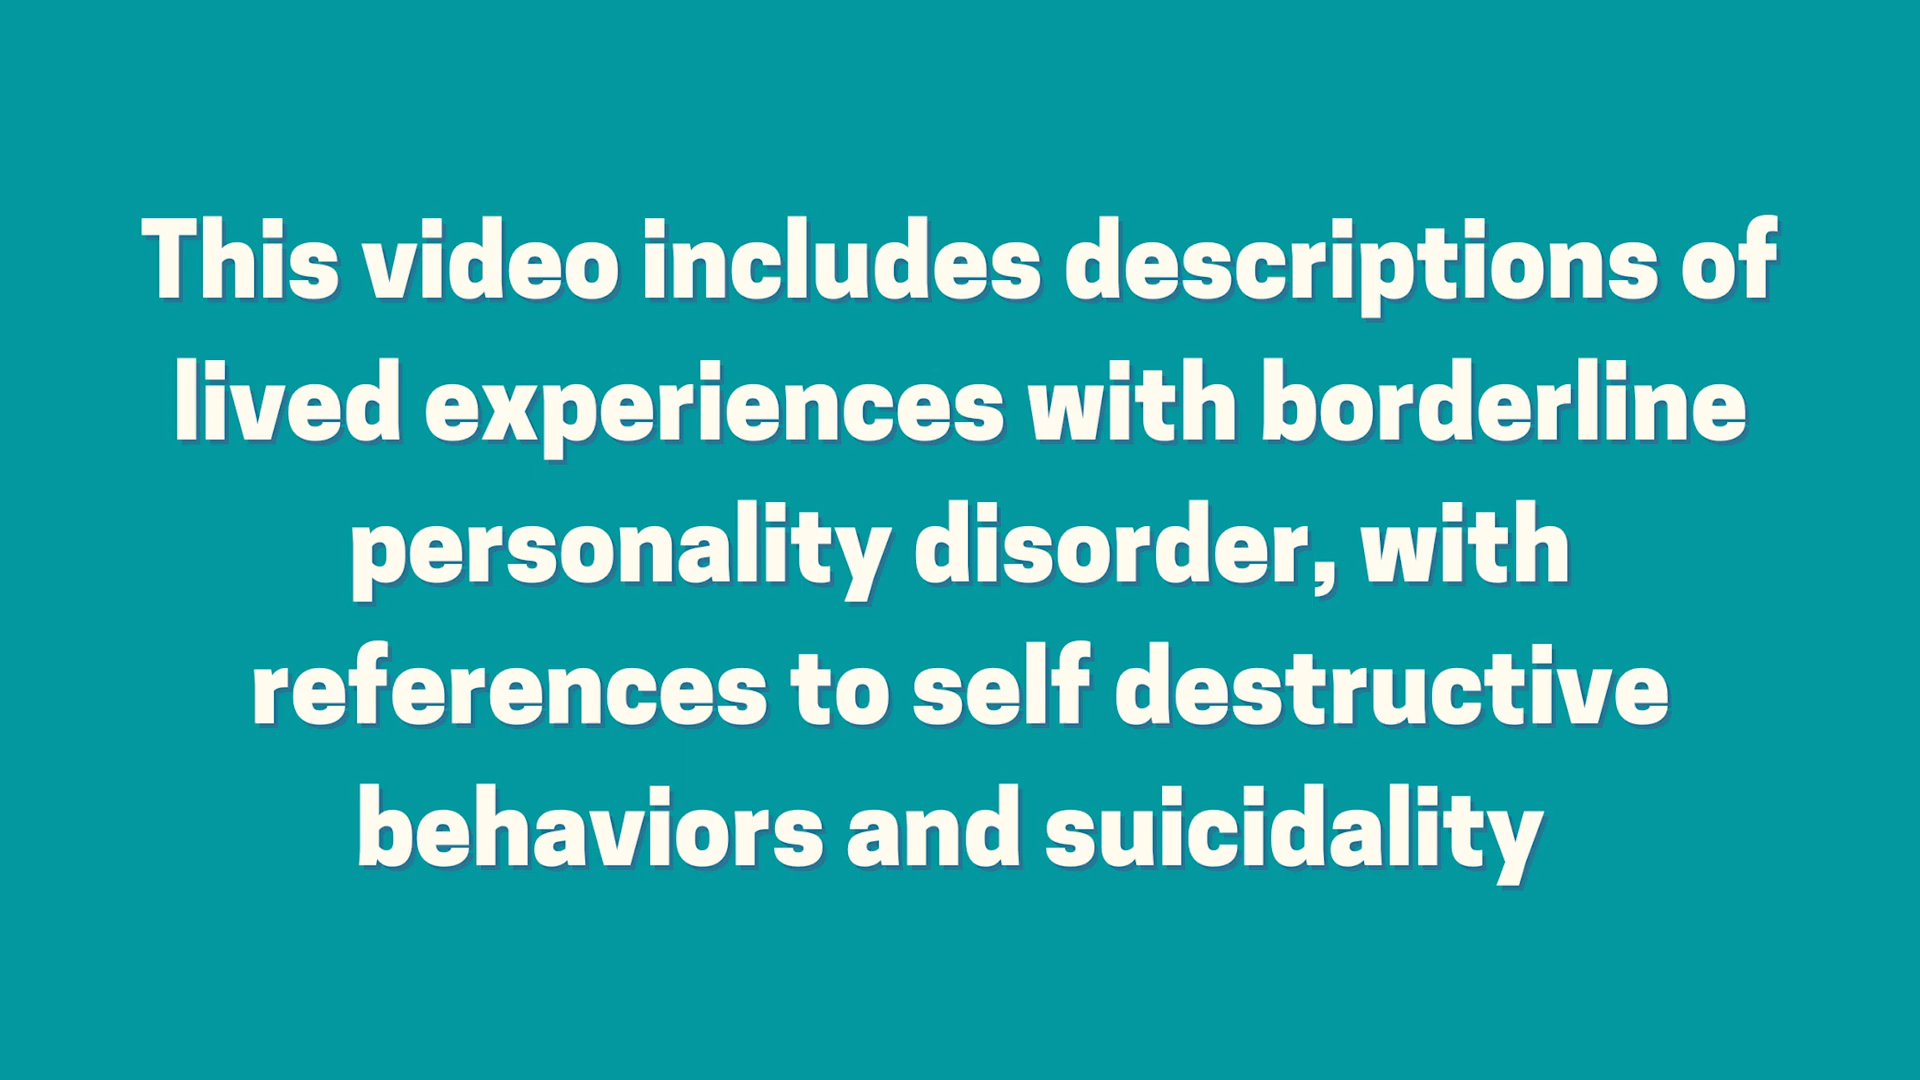 This video includes descriptions of
lived experiences with borderline
personality disorder, with
references to self destructive
behaviors and suicidality